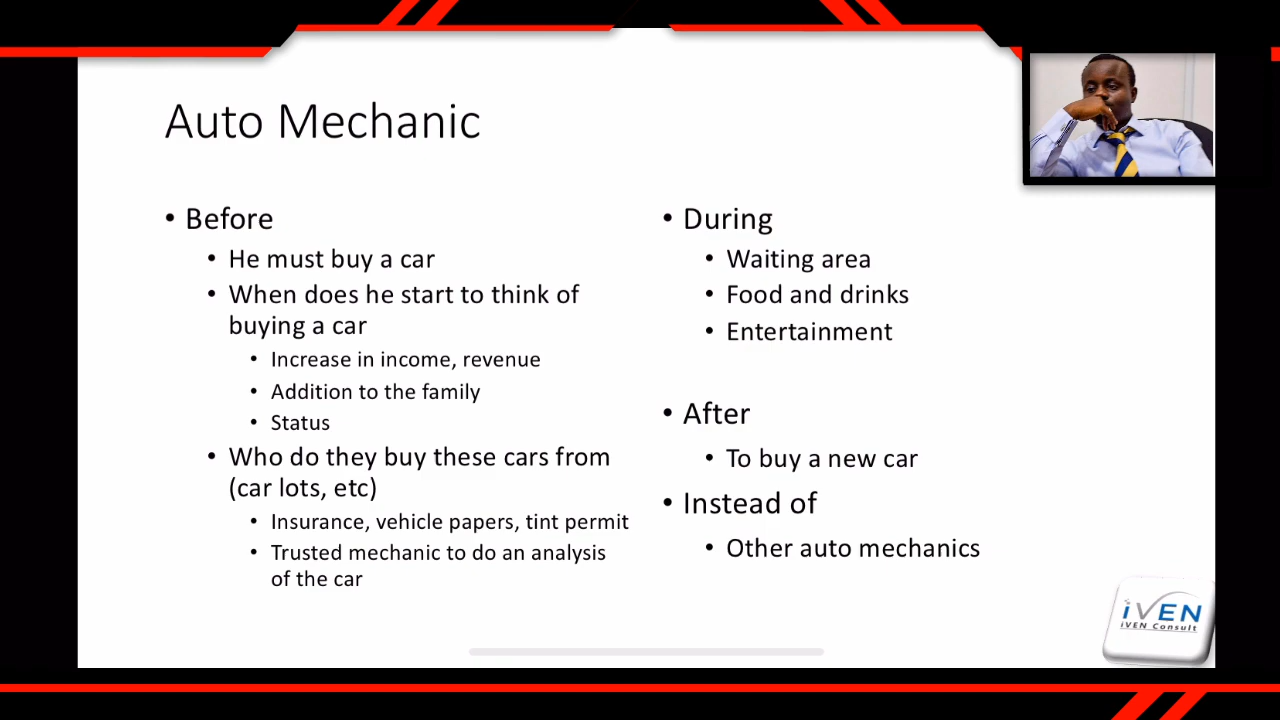 Auto Mechanic
• Before
• He must buy a car
• When does he start to think of
buying a car
• Increase in income, revenue
• Addition to the family
• Status
• Who do they buy these cars from
(car lots, etc)
• Insurance, vehicle papers, tint permit
• Trusted mechanic to do an analysis
of the car
• During
• Waiting area
• Food and drinks
• Entertainment
• After
• To buy a new car
• Instead of
• Other auto mechanics
iVEN
iVEN Consult